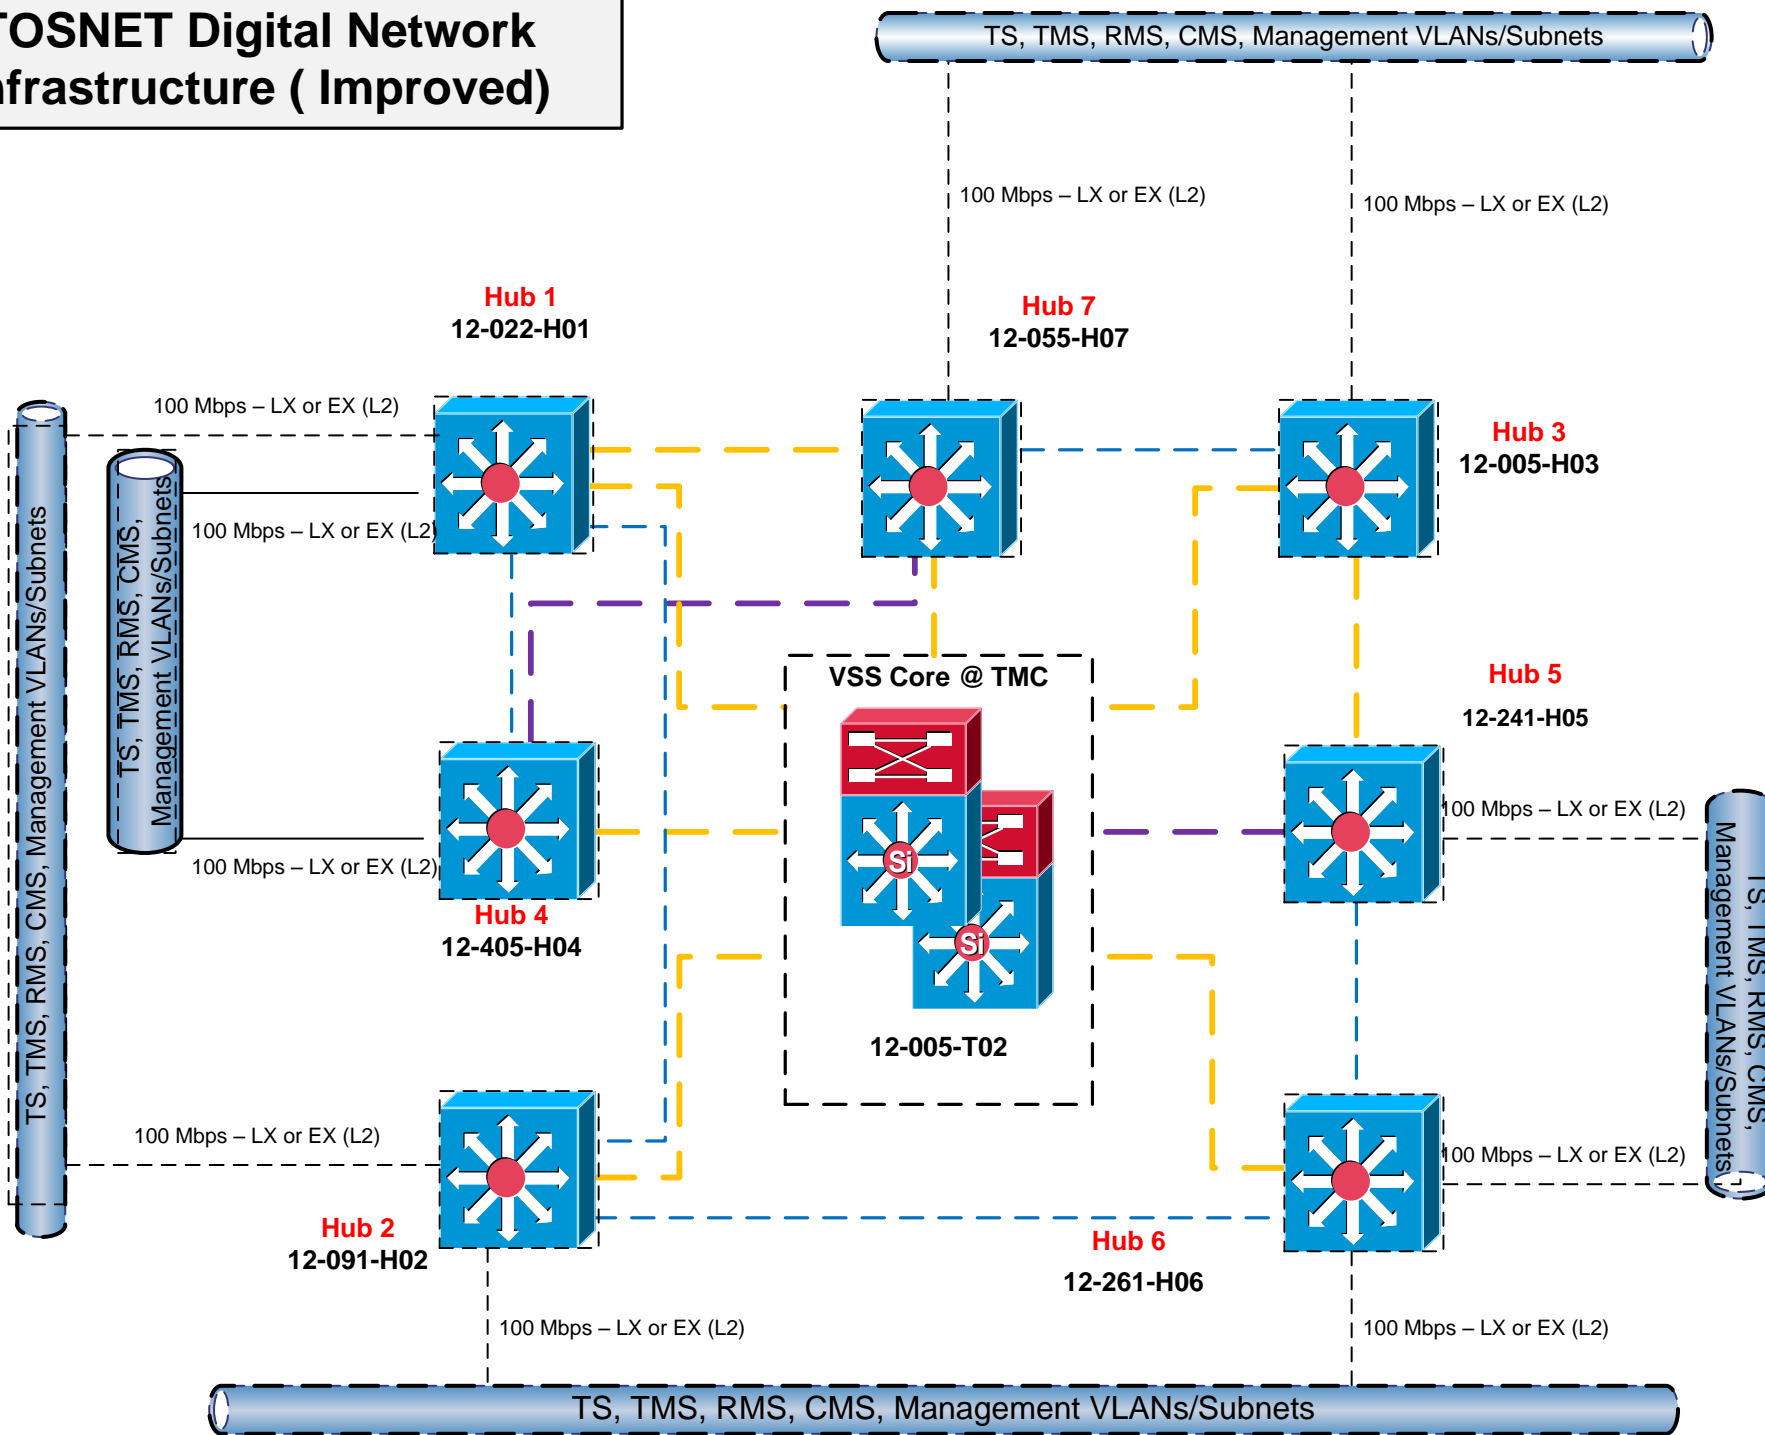 TOSNET Digital Network
nfrastructure ( Improved)
TS, TMS, RMS, CMS, Management VLANs/Subnets
100 Mbps – LX or EX (L2)
100 Mbps – LX or EX (L2)
Hub 1
12-022-H01
Hub 7
12-055-H07
Hub 3
12-005-H03
100 Mbps – LX or EX (L2)
100 Mbps – LX or EX (L2)
TS, TMS, RMS, CMS, Management VLANs/Subnets
TS, TMS, RMS, CMS,
Management VLANs/Subnets
VSS Core @ TMC
Si
Si
12-005-T02
Hub 5
12-241-H05
100 Mbps – LX or EX (L2)
100 Mbps – LX or EX (L2)
Hub 4
12-405-H04
TS, TMS, RMS, CMS,
Management VLANs/Subnets
100 Mbps – LX or EX (L2)
100 Mbps – LX or EX (L2)
Hub 2
12-091-H02
Hub 6
12-261-H06
100 Mbps – LX or EX (L2)
100 Mbps – LX or EX (L2)
TS, TMS, RMS, CMS, Management VLANs/Subnets